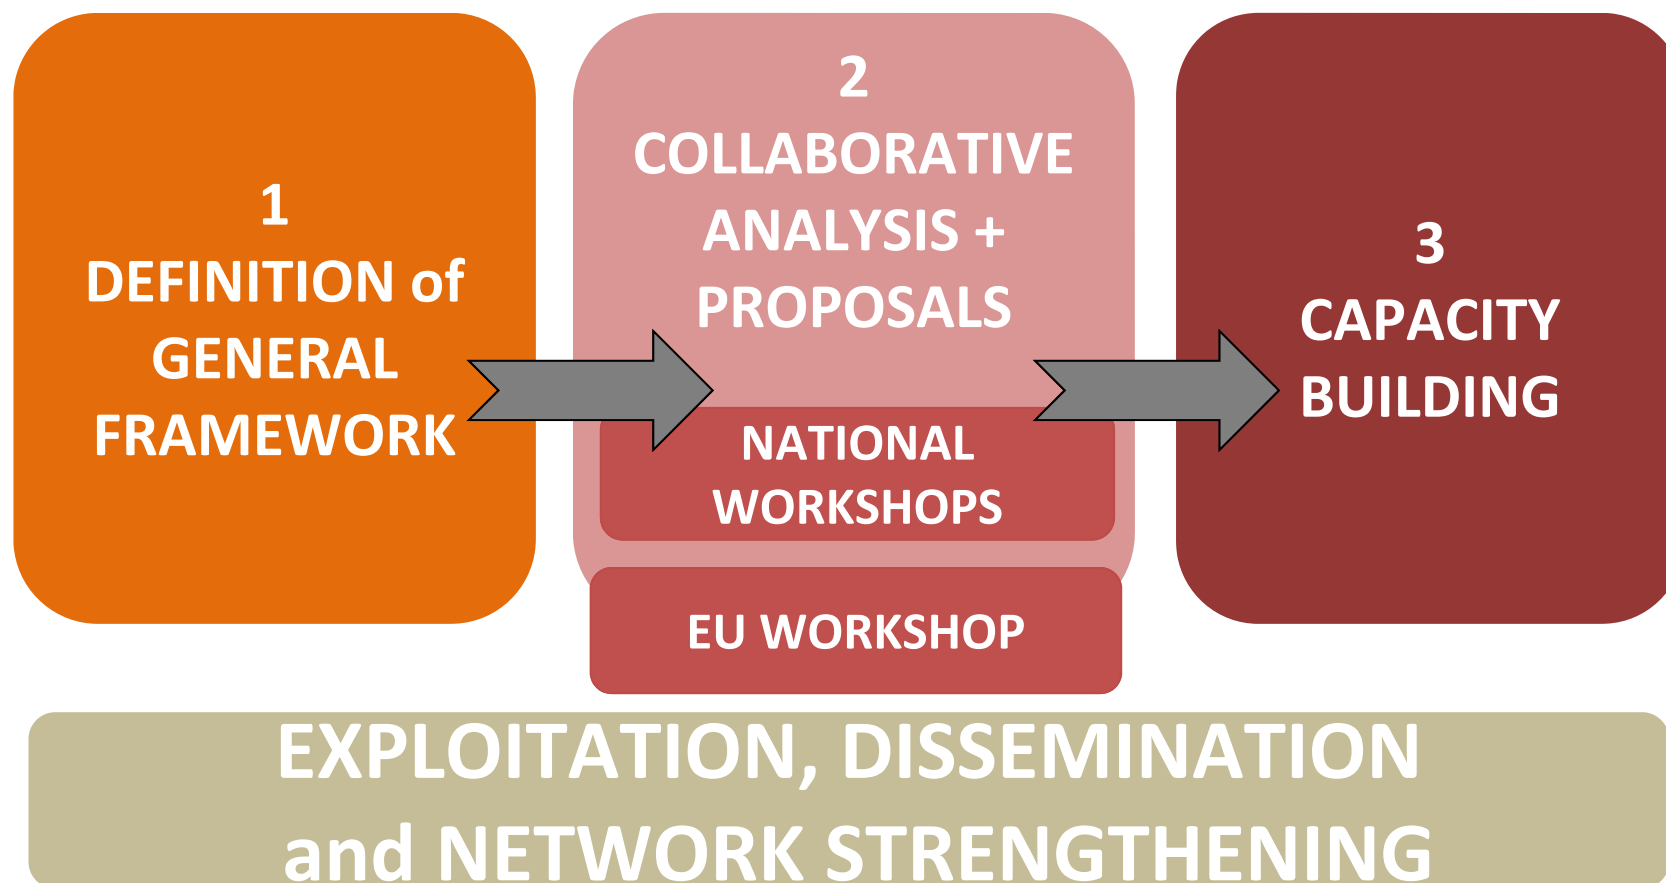 1
DEFINITION of
GENERAL
FRAMEWORK
2
COLLABORATIVE
ANALYSIS +
PROPOSALS
NATIONAL
WORKSHOPS
EU WORKSHOP
3
CAPACITY
BUILDING
EXPLOITATION, DISSEMINATION
and NETWORK STRENGTHENING